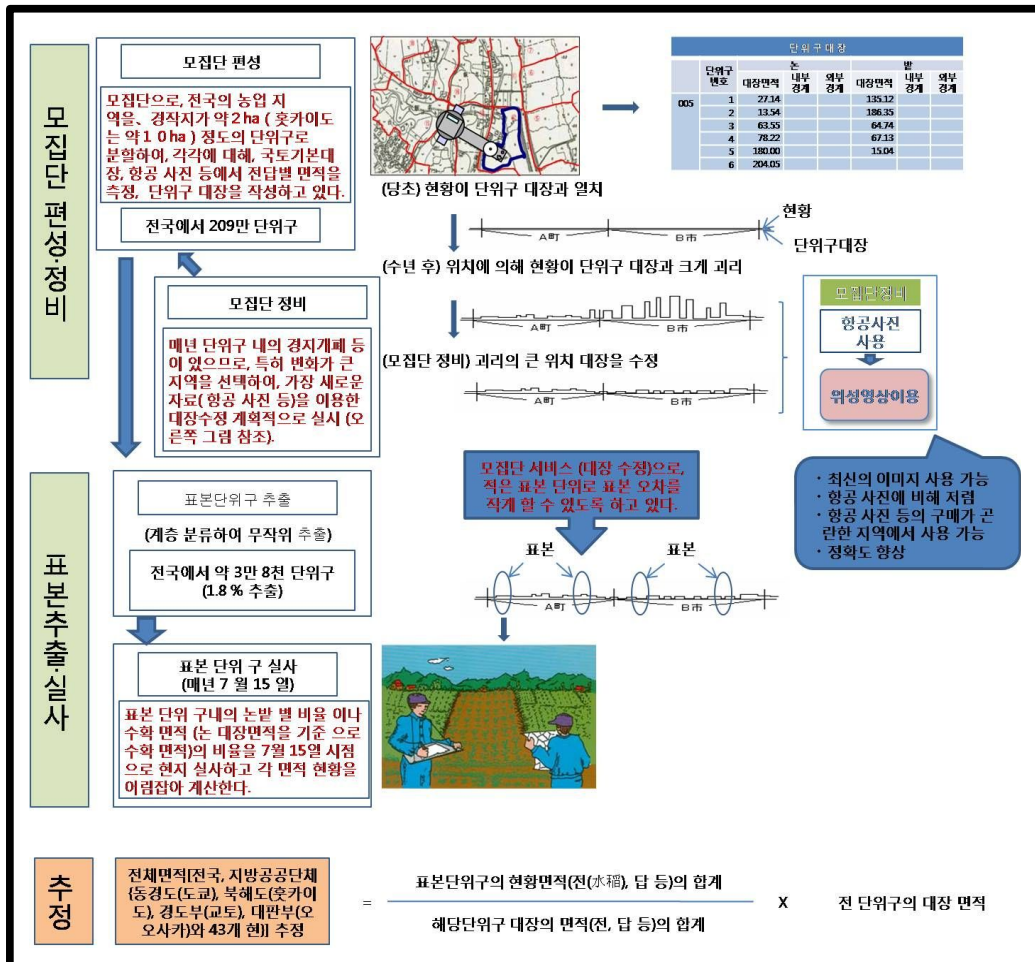 모집단 편성·정비
모집단 편성
모집단으로, 전국의 농업 지
역을、경작지가 약2ha ( 홋카이도
는 약１０ha) 정도의 단위구로
분할하여, 각각에 대해, 국토기본대
장, 항공 사진 등에서 전답별 면적을
측정, 단위구 대장을 작성하고 있다.
전국에서 209만 단위구
모집단 정비
매년 단위구 내의 경지개폐 등
이 있으므로, 특히 변화가 큰
지역을 선택하여, 가장 새로운
자료( 항공 사진 등)을 이용한
대장수정 계획적으로 실시 (오
른쪽 그림 참조).
단위구대장
단위구 번호 논 밭
대장면적 내부경계 외부경계 대장면적 내부경계 외부경계
005 1 27.14 135.12
2 13.54 186.35
3 63.55 64.74
4 78.22 67.13
5 180.00 15.04
6 204.05
(당초) 현황이 단위구 대장과 일치
A町 B市
현황
단위구대장
(수년 후) 위치에 의해 현황이 단위구 대장과 크게 괴리
A町 B市
(모집단 정비) 괴리의 큰 위치 대장을 수정
A町 B市
모집단정비
항공사진
사용
위성영상이용
· 최신의 이미지 사용 가능
· 항공 사진에 비해 저렴
· 항공 사진 등의 구매가 곤
란한 지역에서 사용 가능
· 정확도 향상
표본추출·실사
표본단위구 추출
(계층 분류하여 무작위 추출)
전국에서 약 3만 8천 단위구
(1.8 % 추출)
표본 단위 구 실사
(매년 7 월 15 일)
표본 단위 구내의 논밭 별 비율 이나
수확 면적 (논 대장면적을 기준 으로
수확 면적)의 비율을 7월 15일 시점
으로 현지 실사하고 각 면적 현황을
어림잡아 계산한다.
모집단 서비스 (대장 수정)으로,
적은 표본 단위로 표본 오차를
적게 할 수 있도록 하고 있다.
표본 표본
A町 B市
추정
전체면적[전국, 지방공공단체
{동경도(도쿄), 북해도(홋카이
도), 경도부(교토), 대판부(오
오사카)와 43개 현)] 추정
=
표본단위구의 현황면적(전(水稲), 답 등)의 합계
해당단위구 대장의 면적(전, 답 등)의 합계
X
전 단위구의 대장 면적